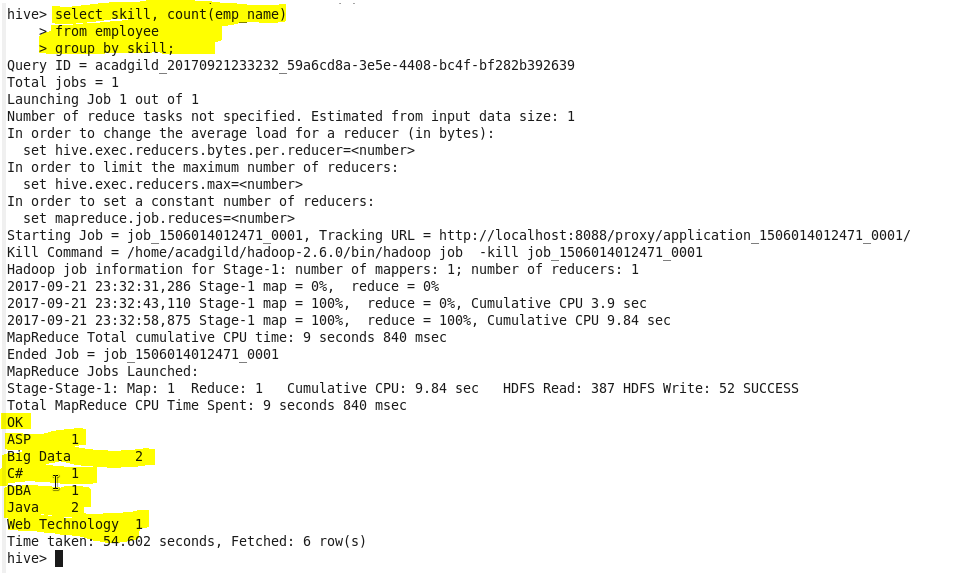 hive> select skill, count(emp_name)
    > from employee
    > group by skill;
Query ID = acadgild_20170921233232_59a6cd8a-3e5e-4408-bc4f-bf282b392639
Total jobs = 1
Launching Job 1 out of 1
Number of reduce tasks not specified. Estimated from input data size: 1
In order to change the average load for a reducer (in bytes):
  set hive.exec.reducers.bytes.per.reducer=<number>
In order to limit the maximum number of reducers:
  set hive.exec.reducers.max=<number>
In order to set a constant number of reducers:
  set mapreduce.job.reduces=<number>
Starting Job = job_1506014012471_0001, Tracking URL = http://localhost:8088/proxy/application_1506014012471_0001/
Kill Command = /home/acadgild/hadoop-2.6.0/bin/hadoop job  -kill job_1506014012471_0001
Hadoop job information for Stage-1: number of mappers: 1; number of reducers: 1
2017-09-21 23:32:31,286 Stage-1 map = 0%,  reduce = 0%
2017-09-21 23:32:43,110 Stage-1 map = 100%,  reduce = 0%, Cumulative CPU 3.9 sec
2017-09-21 23:32:58,875 Stage-1 map = 100%,  reduce = 100%, Cumulative CPU 9.84 sec
MapReduce Total cumulative CPU time: 9 seconds 840 msec
Ended Job = job_1506014012471_0001
MapReduce Jobs Launched:
Stage-Stage-1: Map: 1  Reduce: 1   Cumulative CPU: 9.84 sec   HDFS Read: 387 HDFS Write: 52 SUCCESS
Total MapReduce CPU Time Spent: 9 seconds 840 msec
OK
ASP     1
Big Data        2
C#      1
DBA     1
Java    2
Web Technology  1
Time taken: 54.602 seconds, Fetched: 6 row(s)
hive>